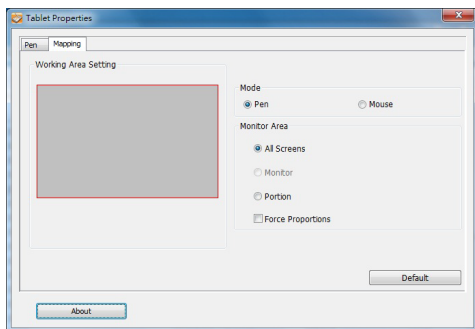 Tablet Properties
Pen
Mapping
Working Area Setting
Mode
Pen
Mouse
Monitor Area
All Screens
Monitor
Portion
Force Proportions
Default
About